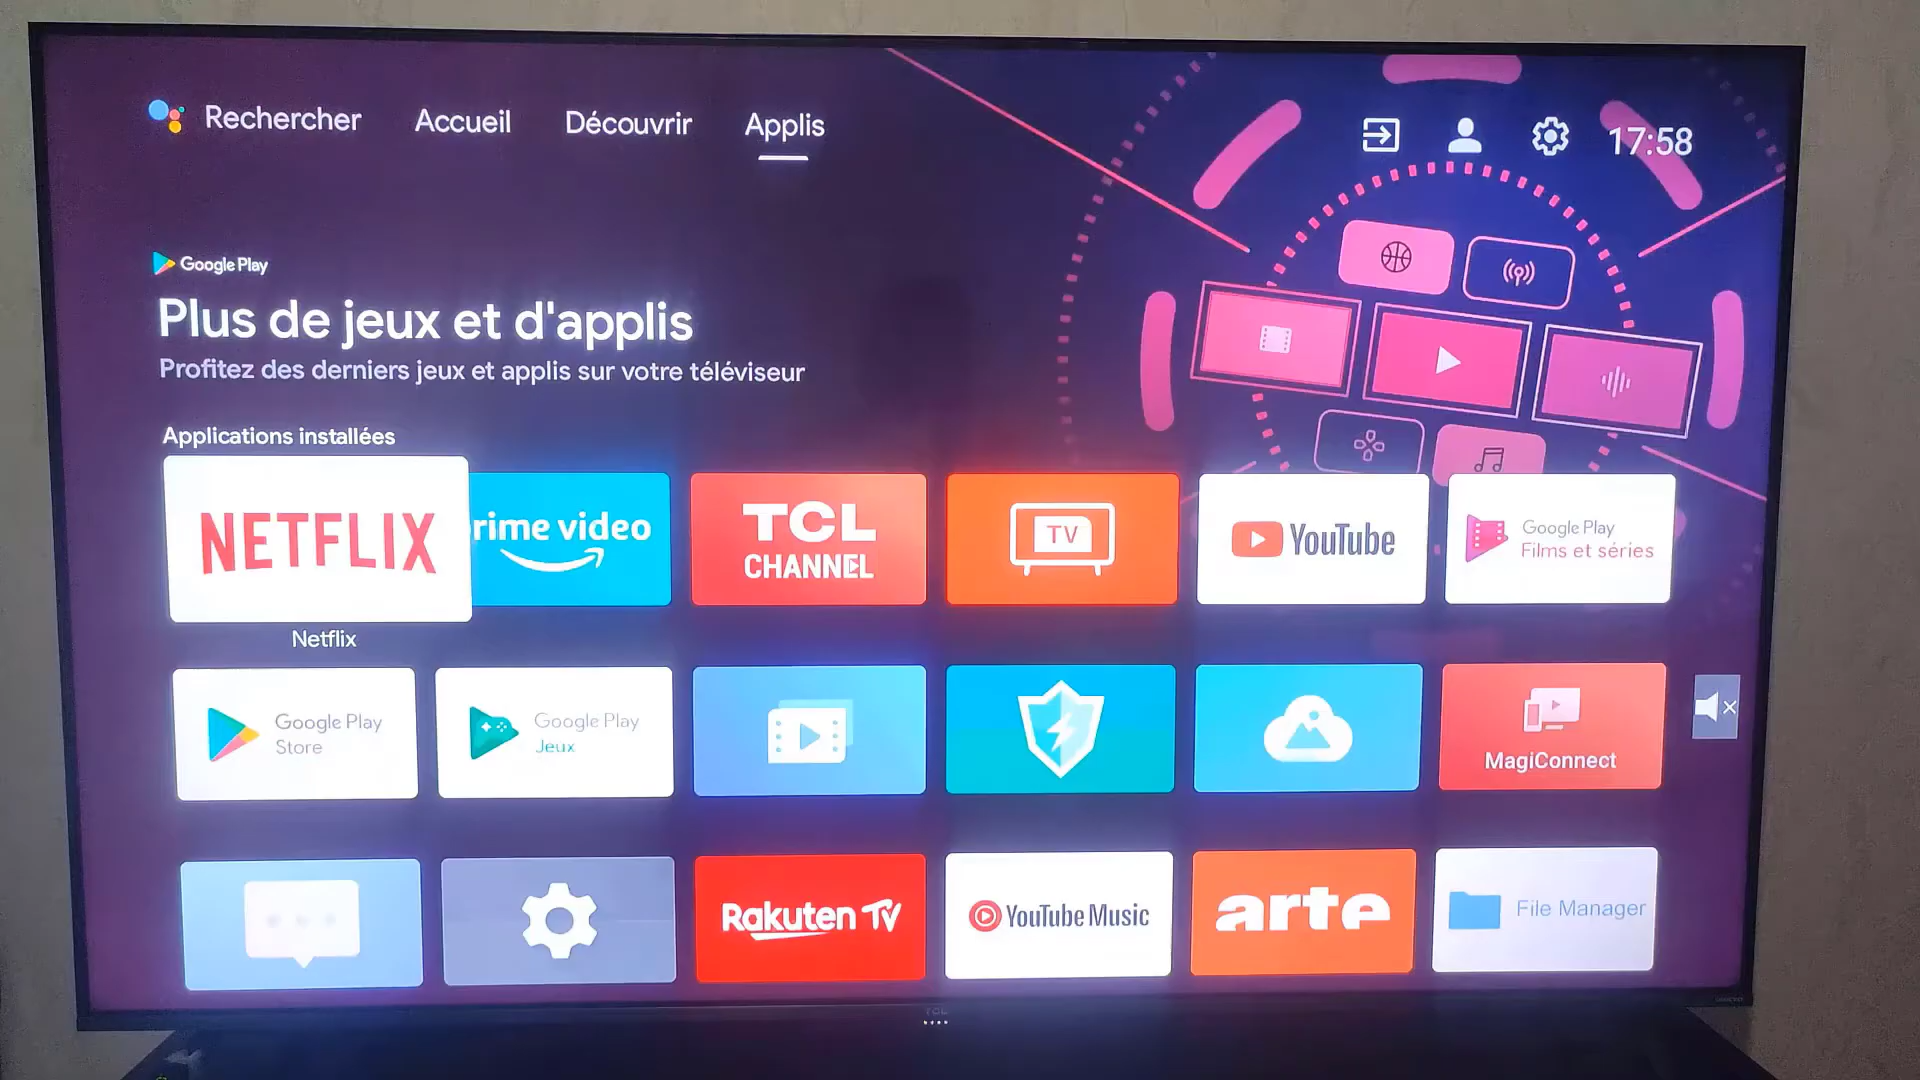 Rechercher
Accueil
Découvrir
Applis
17:58
Google Play
Plus de jeux et d'applis
Profitez des derniers jeux et applis sur votre téléviseur
Applications installées
NETFLIX
rime video
TCL
CHANNEL
TV
YouTube
Google Play
Films et séries
Netflix
Google Play
Store
Google Play
Jeux
MagiConnect
Rakuten TV
YouTube Music
arte
File Manager
TCL